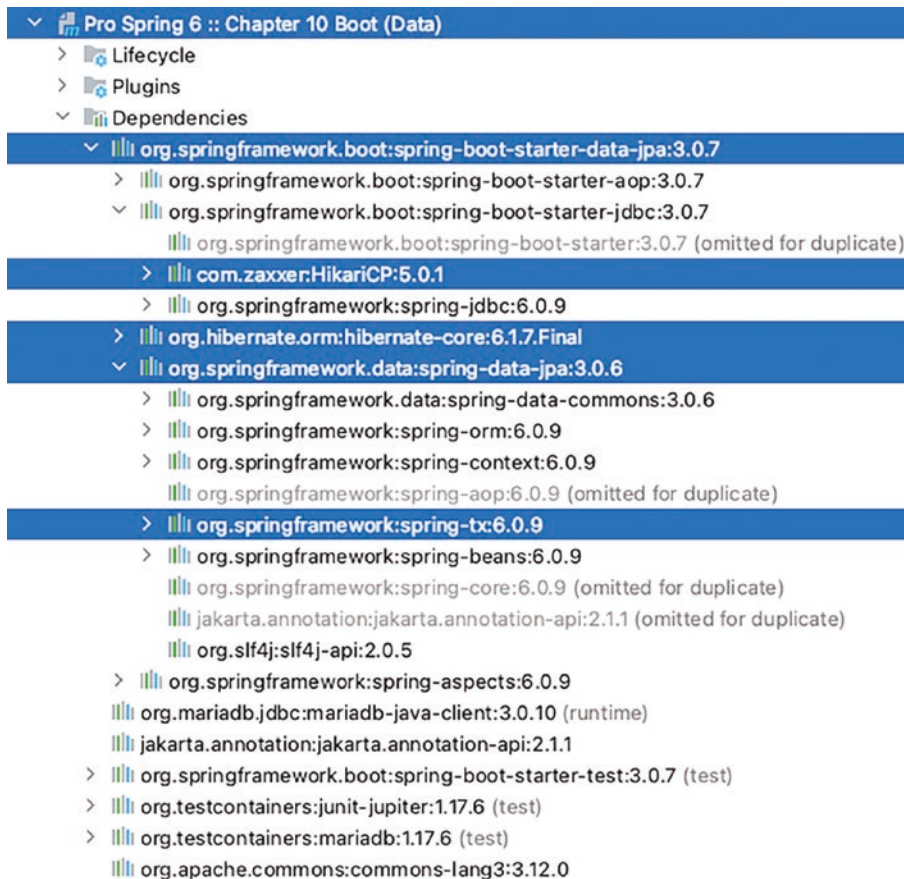 Pro Spring 6 :: Chapter 10 Boot (Data)
Lifecycle
Plugins
Dependencies
org.springframework.boot:spring-boot-starter-data-jpa:3.0.7
org.springframework.boot:spring-boot-starter-aop:3.0.7
org.springframework.boot:spring-boot-starter-jdbc:3.0.7
org.springframework.boot:spring-boot-starter:3.0.7 (omitted for duplicate)
com.zaxxer:HikariCP:5.0.1
org.springframework:spring-jdbc:6.0.9
org.hibernate.orm:hibernate-core:6.1.7.Final
org.springframework.data:spring-data-jpa:3.0.6
org.springframework.data:spring-data-commons:3.0.6
org.springframework:spring-orm:6.0.9
org.springframework:spring-context:6.0.9
org.springframework:spring-aop:6.0.9 (omitted for duplicate)
org.springframework:spring-tx:6.0.9
org.springframework:spring-beans:6.0.9
org.springframework:spring-core:6.0.9 (omitted for duplicate)
jakarta.annotation:jakarta.annotation-api:2.1.1 (omitted for duplicate)
org.slf4j:slf4j-api:2.0.5
org.springframework:spring-aspects:6.0.9
org.mariadb.jdbc:mariadb-java-client:3.0.10 (runtime)
jakarta.annotation:jakarta.annotation-api:2.1.1
org.springframework.boot:spring-boot-starter-test:3.0.7 (test)
org.testcontainers:junit-jupiter:1.17.6 (test)
org.testcontainers:mariadb:1.17.6 (test)
org.apache.commons:commons-lang3:3.12.0